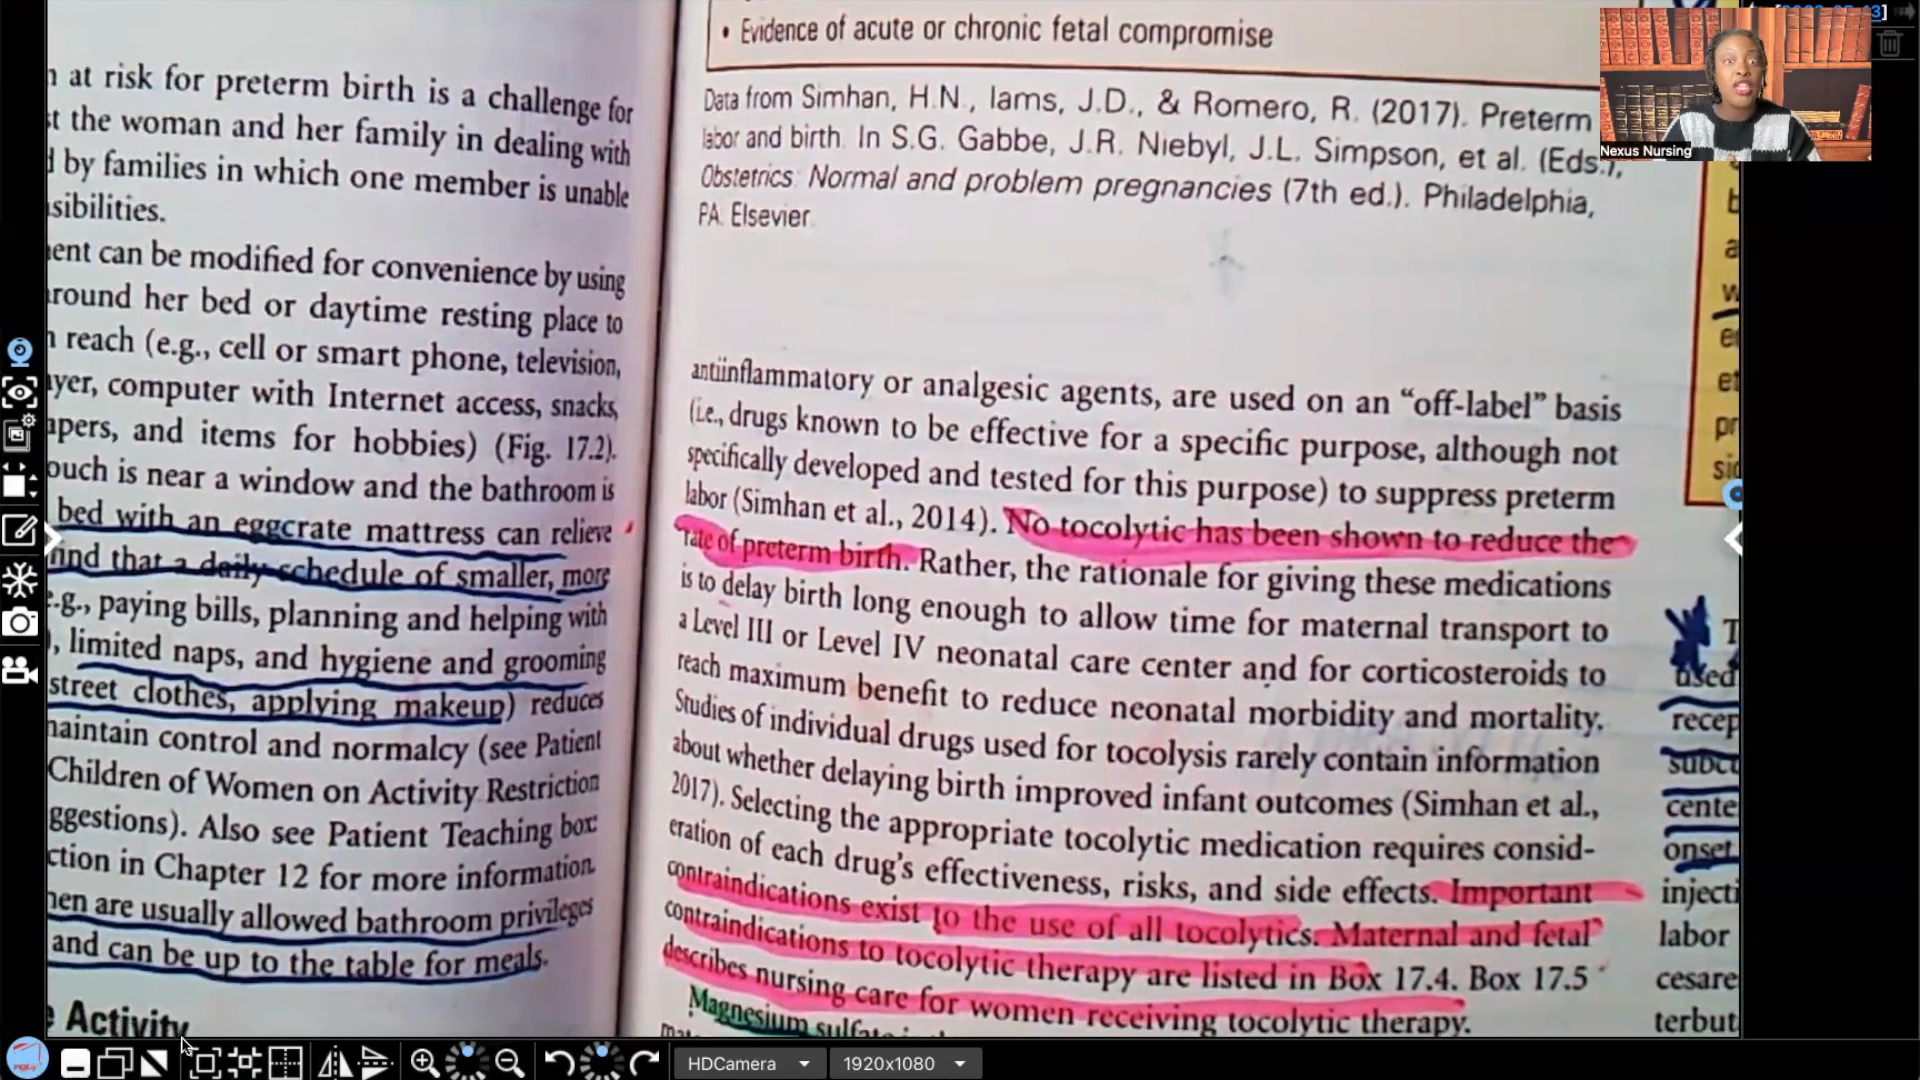 • Evidence of acute or chronic fetal compromise
Data from Simhan, H.N., Iams, J.D., & Romero, R. (2017). Preterm
labor and birth. In S.G. Gabbe, J.R. Niebyl, J.L. Simpson, et al. (Eds.),
Obstetrics: Normal and problem pregnancies (7th ed.). Philadelphia,
PA: Elsevier.
Nexus Nursing
at risk for preterm birth is a challenge for
the woman and her family in dealing with
by families in which one member is unable
sibilities.
ent can be modified for convenience by using
round her bed or daytime resting place to
reach (e.g., cell or smart phone, television,
yer, computer with Internet access, snacks,
apers, and items for hobbies) (Fig. 17.2).
ouch is near a window and the bathroom is
bed with an eggcrate mattress can relieve
find that a daily schedule of smaller, more
e.g., paying bills, planning and helping with
), limited naps, and hygiene and grooming
street clothes, applying makeup) reduces
maintain control and normalcy (see Patient
Children of Women on Activity Restriction
ggestions). Also see Patient Teaching box:
ction in Chapter 12 for more information.
men are usually allowed bathroom privileges
and can be up to the table for meals.
Activity
antiinflammatory or analgesic agents, are used on an “off-label” basis
(i.e., drugs known to be effective for a specific purpose, although not
specifically developed and tested for this purpose) to suppress preterm
labor (Simhan et al., 2014). No tocolytic has been shown to reduce the
rate of preterm birth. Rather, the rationale for giving these medications
is to delay birth long enough to allow time for maternal transport to
a Level III or Level IV neonatal care center and for corticosteroids to
reach maximum benefit to reduce neonatal morbidity and mortality.
Studies of individual drugs used for tocolysis rarely contain information
about whether delaying birth improved infant outcomes (Simhan et al.,
2017). Selecting the appropriate tocolytic medication requires consid-
eration of each drug's effectiveness, risks, and side effects. Important
contraindications exist to the use of all tocolytics. Maternal and fetal
contraindications to tocolytic therapy are listed in Box 17.4. Box 17.5
describes nursing care for women receiving tocolytic therapy.
Magnesium sulfate
used
recep
subcu
cente
onset
injecti
labor
cesare
terbut
HDCamera
1920x1080